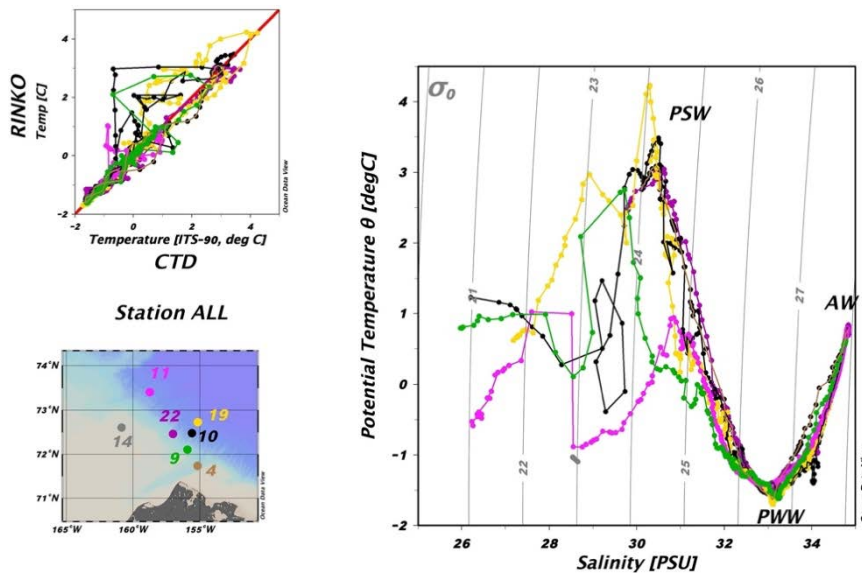 4
2
0
-2
-2
0
2
4
RINKO
Temp [C]
Temperature [ITS-90, deg C]
CTD
Ocean Data View
Station ALL
74°N
73°N
72°N
71°N
165°W
160°W
155°W
11
22
19
14
10
9
4
Ocean Data View
σ0
4
3
2
1
0
-1
-2
Potential Temperature θ [degC]
21
22
23
24
25
26
27
PSW
AW
PWW
26
28
30
32
34
Salinity [PSU]